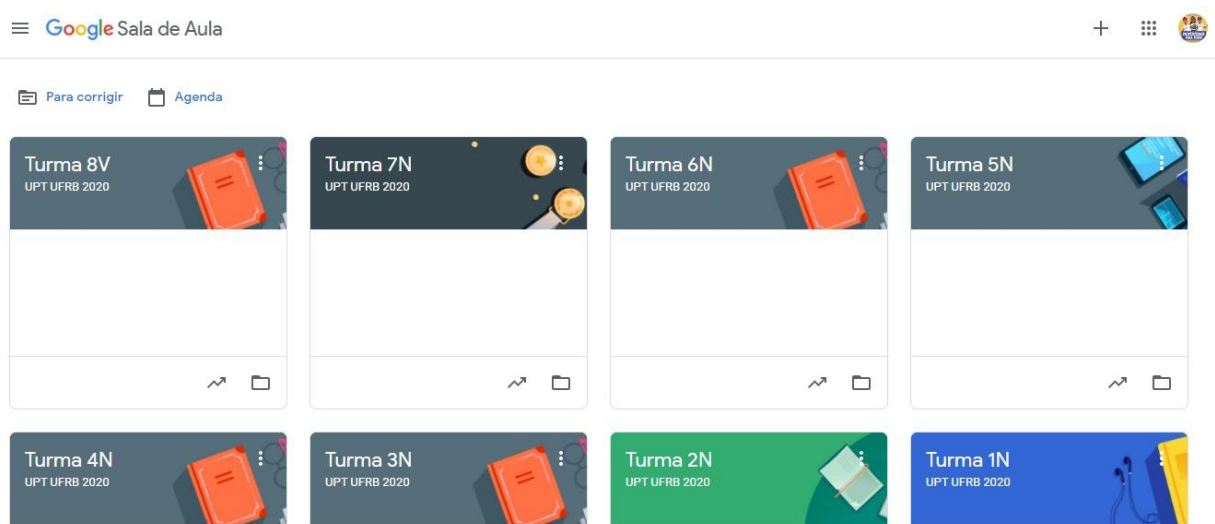 Google Sala de Aula
Para corrigir Agenda
Turma 8V
UPT UFRB 2020
Turma 7N
UPT UFRB 2020
Turma 6N
UPT UFRB 2020
Turma 5N
UPT UFRB 2020
Turma 4N
UPT UFRB 2020
Turma 3N
UPT UFRB 2020
Turma 2N
UPT UFRB 2020
Turma 1N
UPT UFRB 2020